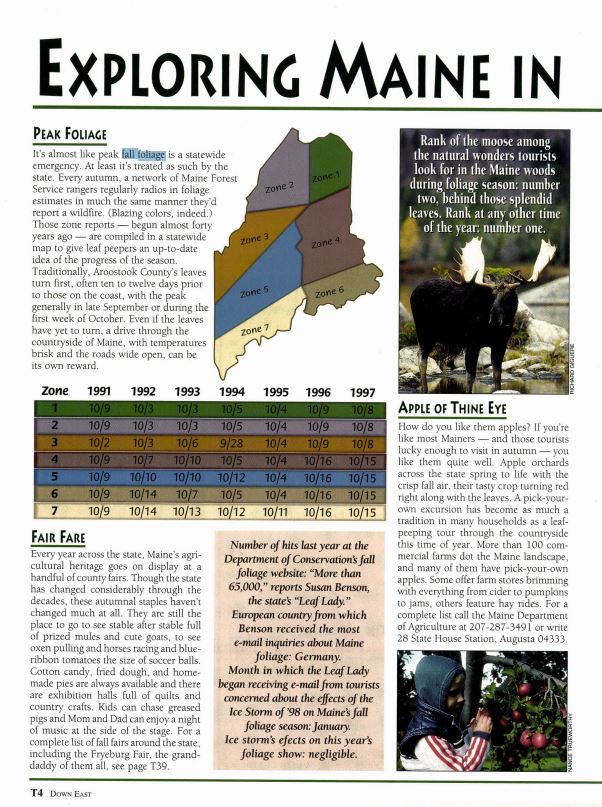 EXPLORING MAINE IN
PEAK FOLIAGE
It's almost like peak fall foliage is a statewide
emergency. At least it's treated as such by the
state. Every autumn, a network of Maine Forest
Service rangers regularly radios in foliage
estimates in much the same manner they'd
report a wildfire. (Blazing colors, indeed.)
Those zone reports — begun almost forty
years ago — are compiled in a statewide
map to give leaf peepers an up-to-date
idea of the progress of the season.
Traditionally, Aroostook County's leaves
turn first, often ten to twelve days prior
to those on the coast, with the peak
generally in late September or during the
first week of October. Even if the leaves
have yet to turn, a drive through the
countryside of Maine, with temperatures
brisk and the roads wide open, can be
its own reward.
Zone 1
Zone 2
Zone 3
Zone 4
Zone 5
Zone 6
Zone 7
Zone 1991 1992 1993 1994 1995 1996 1997
1 10/9 10/3 10/3 10/5 10/4 10/9 10/8
2 10/9 10/3 10/3 10/5 10/4 10/9 10/8
3 10/2 10/3 10/6 9/28 10/4 10/9 10/8
4 10/9 10/7 10/10 10/5 10/4 10/16 10/15
5 10/9 10/10 10/10 10/12 10/4 10/16 10/15
6 10/9 10/14 10/7 10/5 10/4 10/16 10/15
7 10/9 10/14 10/13 10/12 10/11 10/16 10/15
FAIR FARE
Every year across the state, Maine's agri-
cultural heritage goes on display at a
handful of county fairs. Though the state
has changed considerably through the
decades, these autumnal staples haven't
changed much at all. They are still the
place to go to see stable after stable full
of prized mules and cute goats, to see
oxen pulling and horses racing and blue-
ribbon tomatoes the size of soccer balls.
Cotton candy, fried dough, and home-
made pies are always available and there
are exhibition halls full of quilts and
country crafts. Kids can chase greased
pigs and Mom and Dad can enjoy a night
of music at the side of the stage. For a
complete list of fall fairs around the state,
including the Fryeburg Fair, the grand-
daddy of them all, see page T39.
Number of hits last year at the
Department of Conservation's fall
foliage website: "More than
65,000," reports Susan Benson,
the state's "Leaf Lady."
European country from which
Benson received the most
e-mail inquiries about Maine
foliage: Germany.
Month in which the Leaf Lady
began receiving e-mail from tourists
concerned about the effects of the
Ice Storm of '98 on Maine's fall
foliage season: January.
Ice storm's efects on this year's
foliage show: negligible.
Rank of the moose among
the natural wonders tourists
look for in the Maine woods
during foliage season: number
two, behind those splendid
leaves. Rank at any other time
of the year: number one.
RICHARD GIGUERE
APPLE OF THINE EYE
How do you like them apples? If you're
like most Mainers — and those tourists
lucky enough to visit in autumn — you
like them quite well. Apple orchards
across the state spring to life with the
crisp fall air, their tasty crop turning red
right along with the leaves. A pick-your-
own excursion has become as much a
tradition in many households as a leaf-
peeping tour through the countryside
this time of year. More than 100 com-
mercial farms dot the Maine landscape,
and many of them have pick-your-own
apples. Some offer farm stores brimming
with everything from cider to pumpkins
to jams, others feature hay rides. For a
complete list call the Maine Department
of Agriculture at 207-287-3491 or write
28 State House Station, Augusta 04333.
NANCE TRUEWORTHY
T4 DOWN EAST